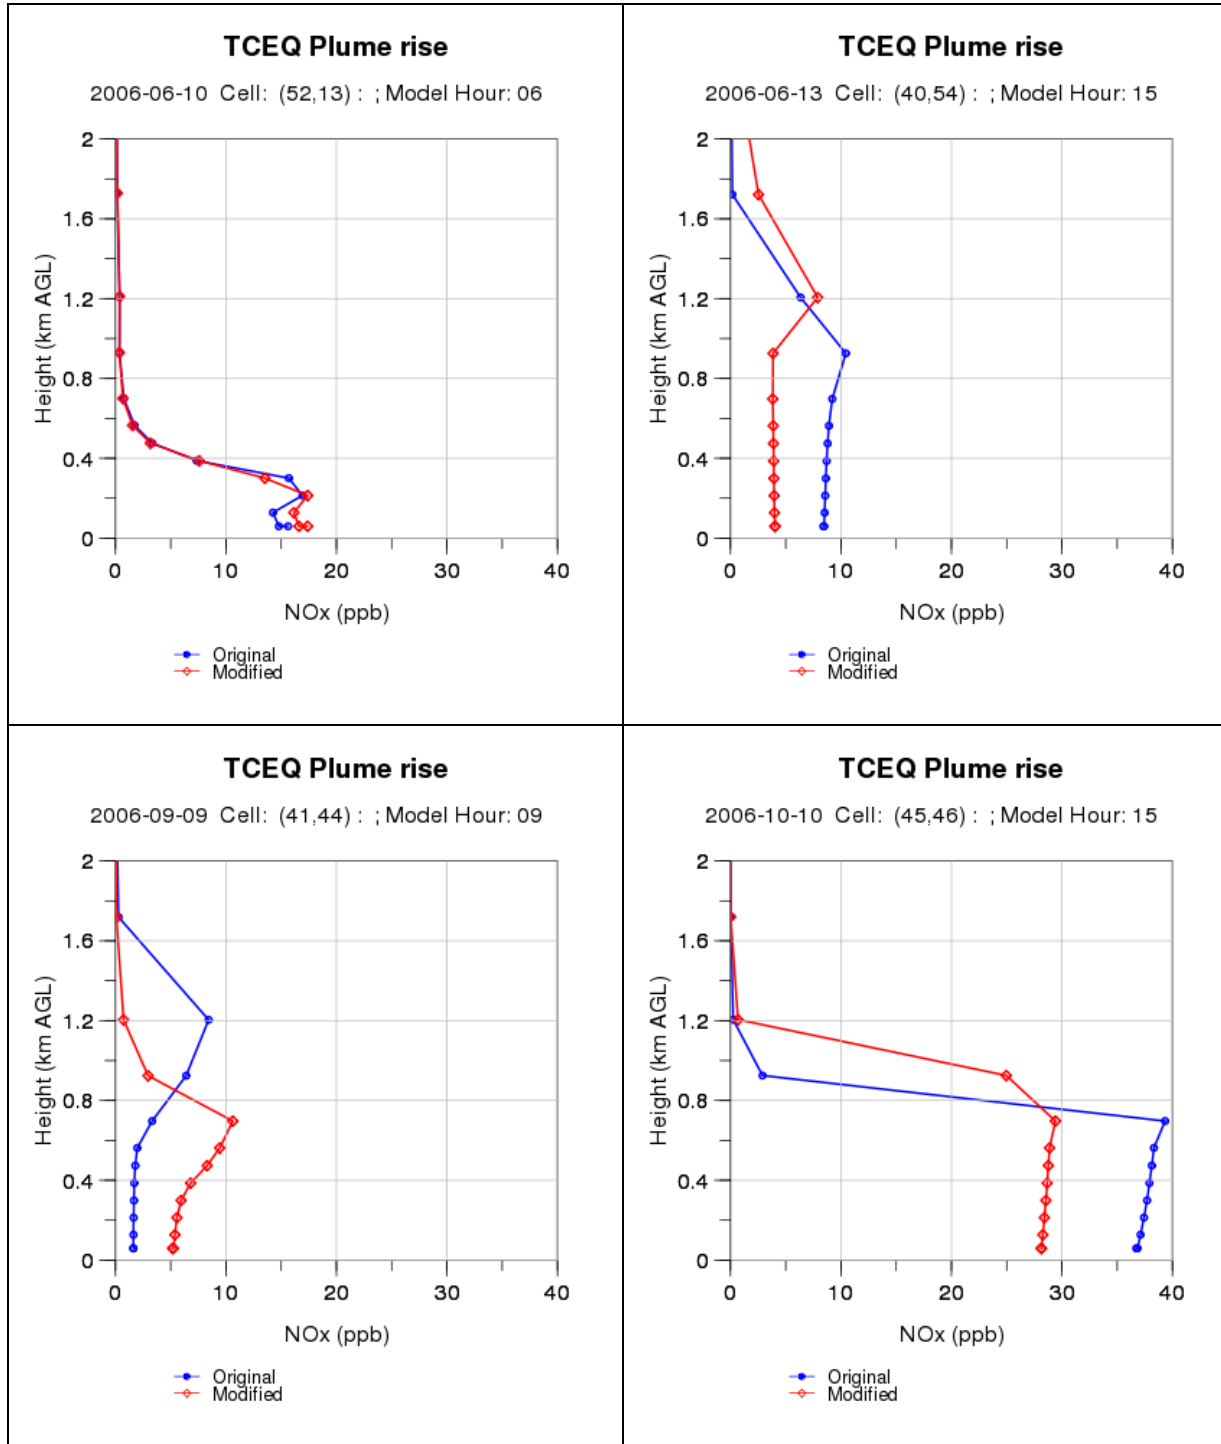 TCEQ Plume rise
2006-06-10 Cell: (52,13) : ; Model Hour: 06
2
1.6
1.2
0.8
0.4
0
Height (km AGL)
0 10 20 30 40
NOx (ppb)
Original
Modified
TCEQ Plume rise
2006-06-13 Cell: (40,54) : ; Model Hour: 15
2
1.6
1.2
0.8
0.4
0
Height (km AGL)
0 10 20 30 40
NOx (ppb)
Original
Modified
TCEQ Plume rise
2006-09-09 Cell: (41,44) : ; Model Hour: 09
2
1.6
1.2
0.8
0.4
0
Height (km AGL)
0 10 20 30 40
NOx (ppb)
Original
Modified
TCEQ Plume rise
2006-10-10 Cell: (45,46) : ; Model Hour: 15
2
1.6
1.2
0.8
0.4
0
Height (km AGL)
0 10 20 30 40
NOx (ppb)
Original
Modified